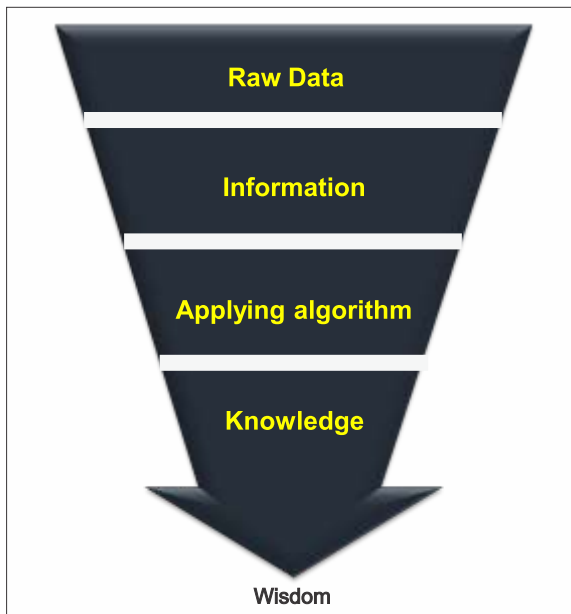 Raw Data
Information
Applying algorithm
Knowledge
Wisdom